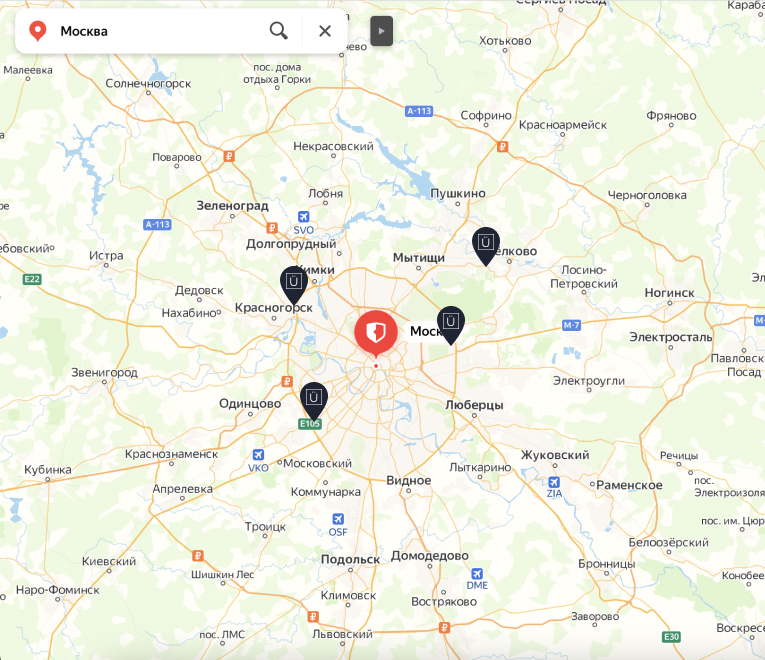 Сергиев Посад
Москва
Хотьково
Малеевка
пос. дома
отдыха Горки
Солнечногорск
А-113
Софрино
Красноармейск
Фряново
Некрасовский
Поварово
Лобня
Пушкино
Черноголовка
Зеленоград
SVO
А-113
Долгопрудный
Истра
Мытищи
Химки
Лосино-
Петровский
E22
Дедовск
Ногинск
Нахабино
Красногорск
М-7
Электросталь
Звенигород
Электроугли
Павловск
Посад
Одинцово
Люберцы
E105
Краснознаменск
VKO
Московский
Кубинка
Видное
Лыткарино
Жуковский
Речицы
Апрелевка
Коммунарка
ZIA
Раменское
пос.
Электроизоля
Троицк
OSF
пос. им. Цюр
Белоозёрский
Киевский
Подольск
Домодедово
Шишкин Лес
DME
Бронницы
Конобее
Наро-Фоминск
Климовск
Востряково
Заворово
пос. ЛМС
Львовский
E30
Воскресе